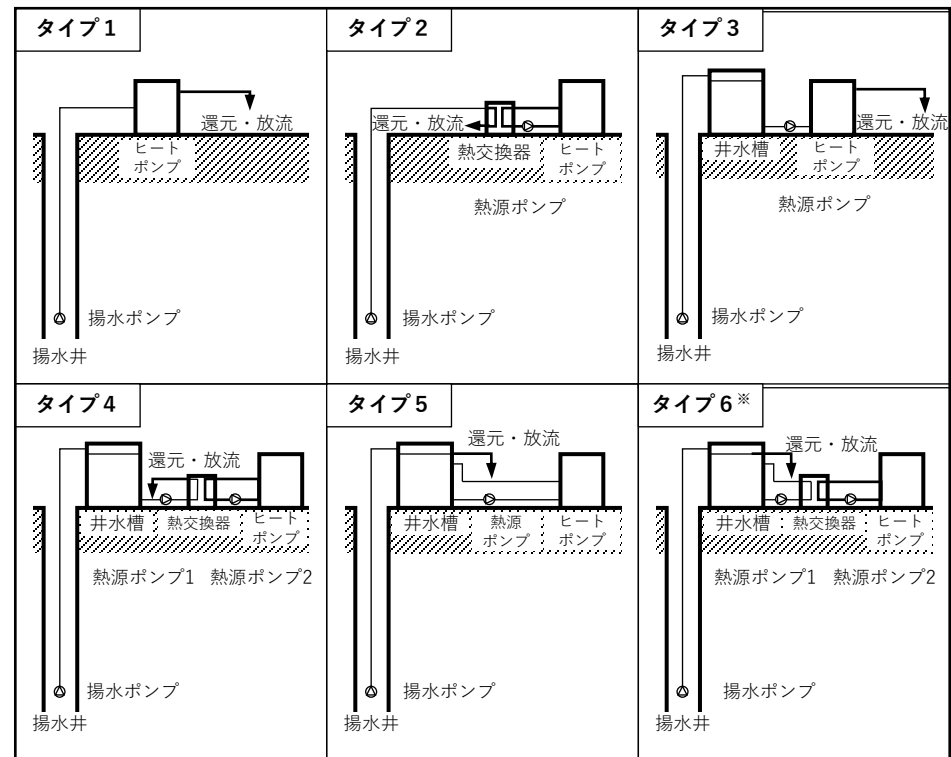 タイプ1
還元・放流
ヒート
ポンプ
揚水ポンプ
揚水井
タイプ2
還元・放流
熱交換器
ヒート
ポンプ
熱源ポンプ
揚水ポンプ
タイプ3
還元・放流
井水槽
ヒート
ポンプ
熱源ポンプ
揚水ポンプ
揚水井
タイプ4
還元・放流
井水槽
熱交換器
ヒート
ポンプ
熱源ポンプ1
熱源ポンプ2
揚水ポンプ
揚水井
タイプ5
還元・放流
井水槽
熱源
ポンプ
ヒート
ポンプ
揚水ポンプ
揚水井
タイプ6※
還元・放流
井水槽
熱交換器
ヒート
ポンプ
熱源ポンプ1
熱源ポンプ2
揚水ポンプ
揚水井